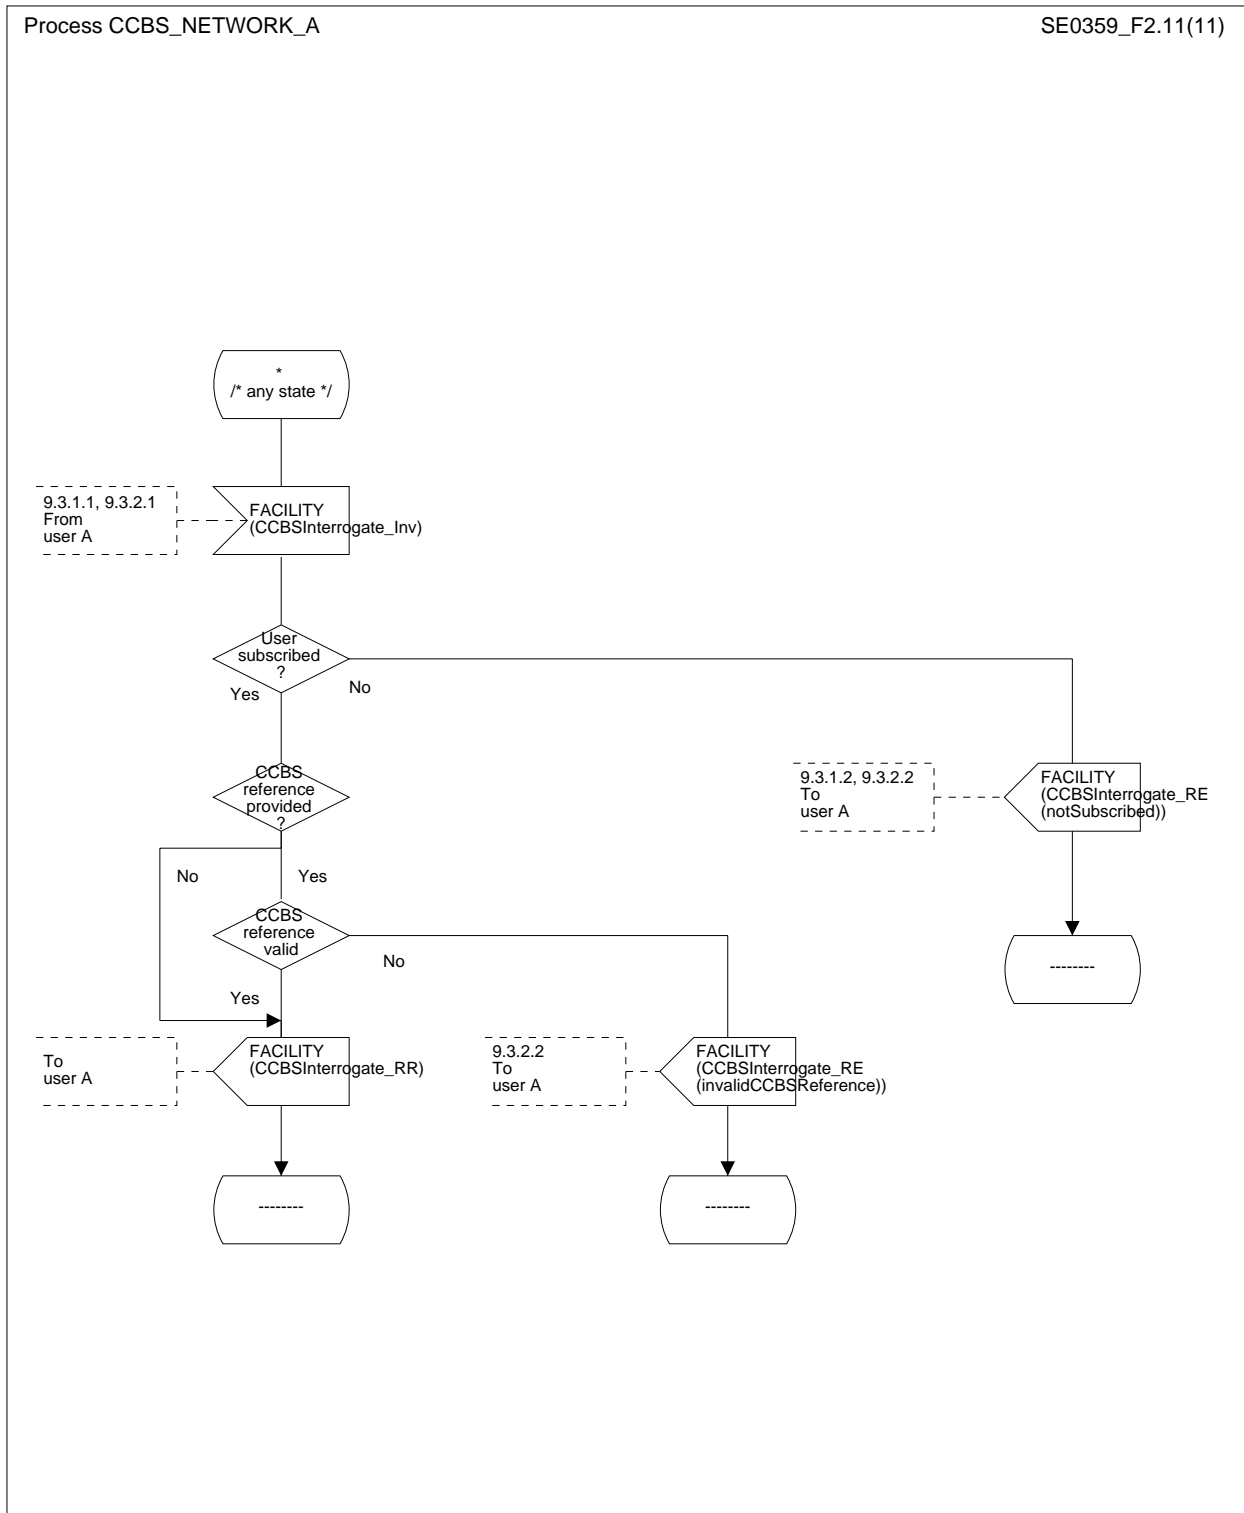 Process CCBS_NETWORK_A
SE0359_F2.11(11)
*
/* any state */
9.3.1.1, 9.3.2.1
From
user A
FACILITY
(CCBSInterrogate_Inv)
User
subscribed
?
Yes
No
CCBS
reference
provided
?
9.3.1.2, 9.3.2.2
To
user A
FACILITY
(CCBSInterrogate_RE
(notSubscribed))
No
Yes
CCBS
reference
valid
No
Yes
--------
To
user A
FACILITY
(CCBSInterrogate_RR)
9.3.2.2
To
user A
FACILITY
(CCBSInterrogate_RE
(invalidCCBSReference))
--------
--------